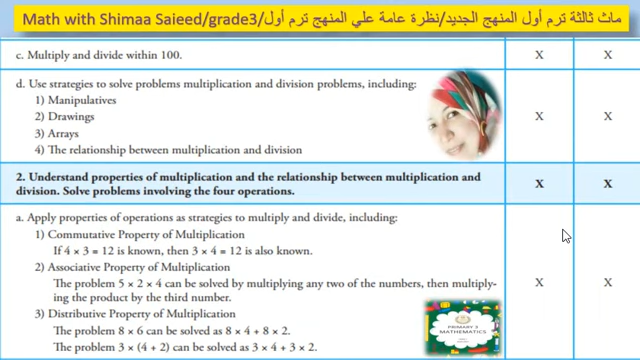 Math with Shimaa Saieed/grade3/ماث ثالثة ترم أول المنهج الجديد/نظرة عامة علي المنهج ترم أول
c. Multiply and divide within 100. X X
d. Use strategies to solve problems multiplication and division problems, including:
1) Manipulatives
2) Drawings X X
3) Arrays
4) The relationship between multiplication and division
2. Understand properties of multiplication and the relationship between multiplication and
division. Solve problems involving the four operations. X X
a. Apply properties of operations as strategies to multiply and divide, including:
1) Commutative Property of Multiplication
If 4 × 3 = 12 is known, then 3 × 4 = 12 is also known.
2) Associative Property of Multiplication
The problem 5 × 2 × 4 can be solved by multiplying any two of the numbers, then multiply- X X
ing the product by the third number.
3) Distributive Property of Multiplication
The problem 8 × 6 can be solved as 8 × 4 + 8 × 2.
The problem 3 × (4 + 2) can be solved as 3 × 4 + 3 × 2.
PRIMARY 3
MATHEMATICS